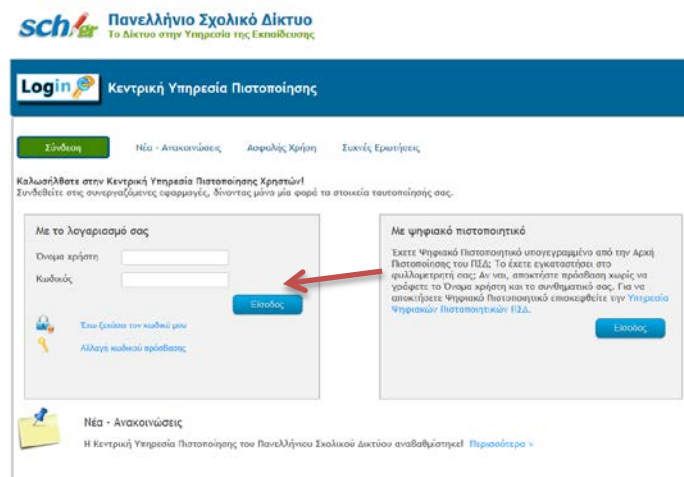 sch.gr
Πανελλήνιο Σχολικό Δίκτυο
Το Δίκτυο στην Υπηρεσία της Εκπαίδευσης
Login
Κεντρική Υπηρεσία Πιστοποίησης
Σύνδεση
Νέα - Ανακοινώσεις
Ασφαλής Χρήση
Συχνές Ερωτήσεις
Καλωσήλθατε στην Κεντρική Υπηρεσία Πιστοποίησης Χρηστών!
Συνδεθείτε στις συνεργαζόμενες εφαρμογές, δίνοντας μόνο μία φορά τα στοιχεία ταυτοποίησής σας.
Με το λογαριασμό σας
Όνομα χρήστη
Κωδικός
Είσοδος
Έχω ξεχάσει τον κωδικό μου
Αλλαγή κωδικού πρόσβασης
Με ψηφιακό πιστοποιητικό
Έχετε Ψηφιακό Πιστοποιητικό υπογεγραμμένο από την Αρχή
Πιστοποίησης του ΠΣΔ; Το έχετε εγκαταστήσει στο
φυλλομετρητή σας; Αν ναι, αποκτήστε πρόσβαση χωρίς να
γράφετε το Όνομα χρήστη και το συνθηματικό σας. Για να
αποκτήσετε Ψηφιακό Πιστοποιητικό επισκεφθείτε την Υπηρεσία
Ψηφιακών Πιστοποιητικών ΠΣΔ.
Είσοδος
Νέα - Ανακοινώσεις
Η Κεντρική Υπηρεσία Πιστοποίησης του Πανελλήνιου Σχολικού Δικτύου αναβαθμίστηκε! Περισσότερα »